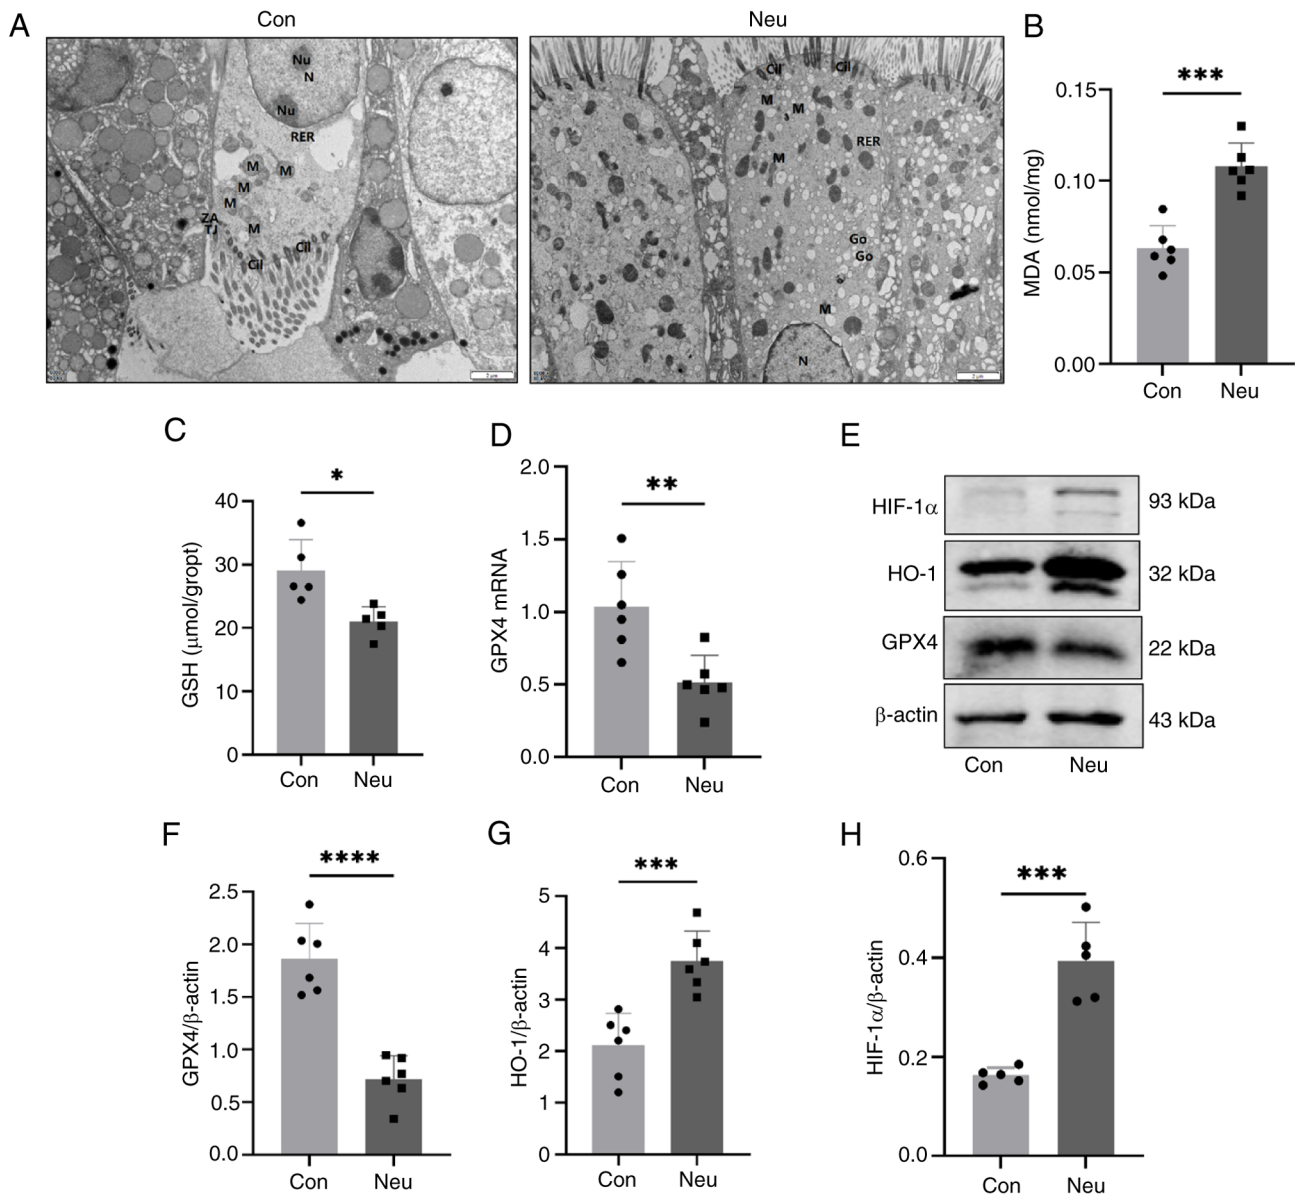 A
Con
Neu
Nu
N
Nu
RER
M
M
M
M
ZA
TJ
M
Cil
Cil
2 μm
Cil
Cil
M
M
RER
M
Go
Go
M
N
2 μm
B
***
MDA (nmol/mg)
0.15
0.10
0.05
0.00
Con
Neu
C
*
GSH (μmol/gropt)
40
30
20
10
0
Con
Neu
D
**
GPX4 mRNA
2.0
1.5
1.0
0.5
0.0
Con
Neu
E
HIF-1α 93 kDa
HO-1 32 kDa
GPX4 22 kDa
β-actin 43 kDa
Con Neu
F
****
GPX4/β-actin
2.5
2.0
1.5
1.0
0.5
0.0
Con
Neu
G
***
HO-1/β-actin
5
4
3
2
1
0
Con
Neu
H
***
HIF-1α/β-actin
0.6
0.4
0.2
0.0
Con
Neu